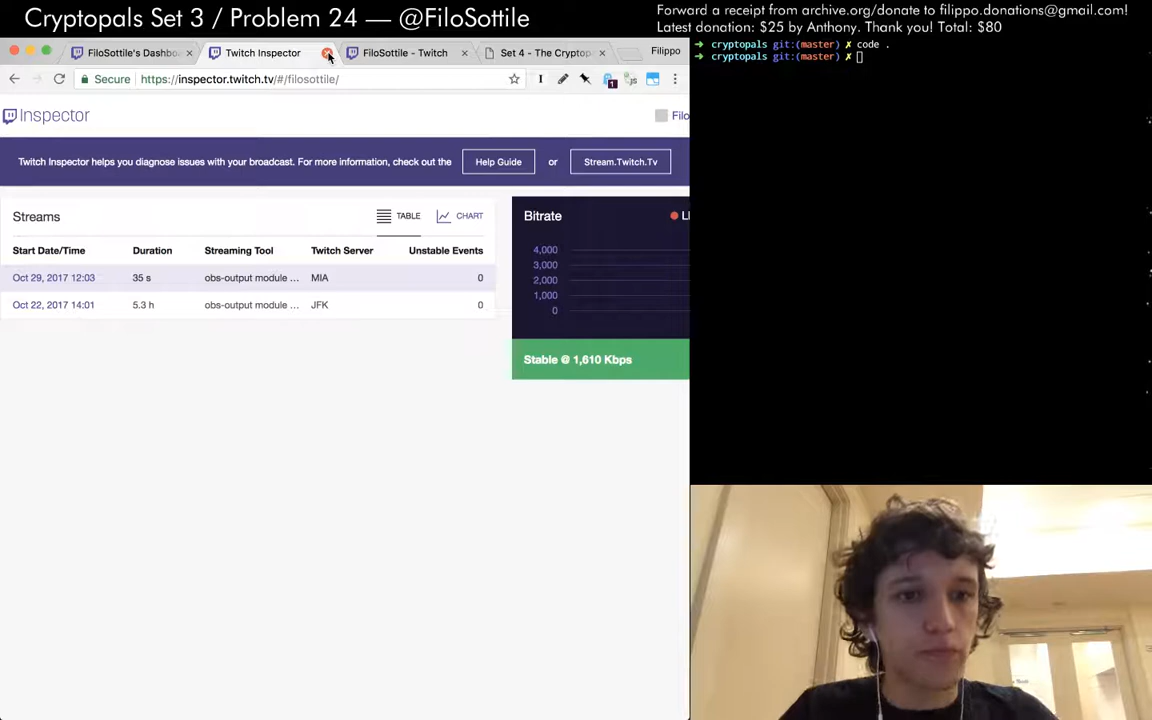 Cryptopals Set 3 / Problem 24 — @FiloSottile
Forward a receipt from archive.org/donate to filippo.donations@gmail.com!
Latest donation: $25 by Anthony. Thank you! Total: $80
FiloSottile's Dashbo
Twitch Inspector
FiloSottile - Twitch
Set 4 - The Cryptop
Filippo
Secure
https://inspector.twitch.tv/#/filosottile/
1
➜ cryptopals git:(master) ✗ code .
➜ cryptopals git:(master) ✗
Inspector
Filo
Twitch Inspector helps you diagnose issues with your broadcast. For more information, check out the
Help Guide
or
Stream.Twitch.Tv
Streams
TABLE
CHART
Start Date/Time Duration Streaming Tool Twitch Server Unstable Events
Oct 29, 2017 12:03 35 s obs-output module ... MIA 0
Oct 22, 2017 14:01 5.3 h obs-output module ... JFK 0
Bitrate
4,000
3,000
2,000
1,000
0
Stable @ 1,610 Kbps